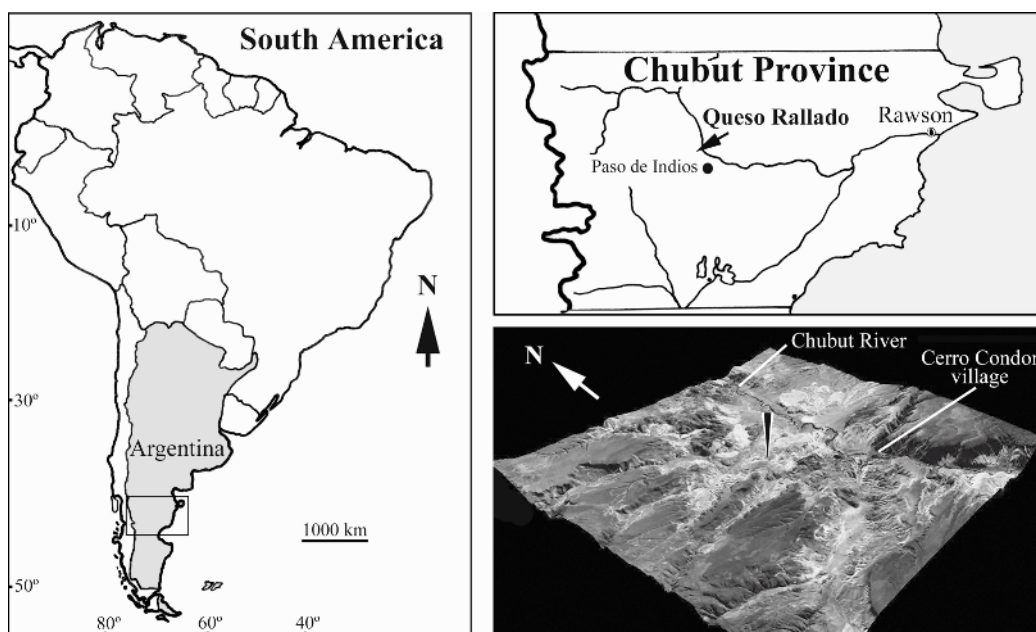 South America
10º
N
30º
Argentina
1000 km
50º
80º
60º
40º
Chubut Province
Queso Rallado
Rawson
Paso de Indios
N
Chubut River
Cerro Condor
village